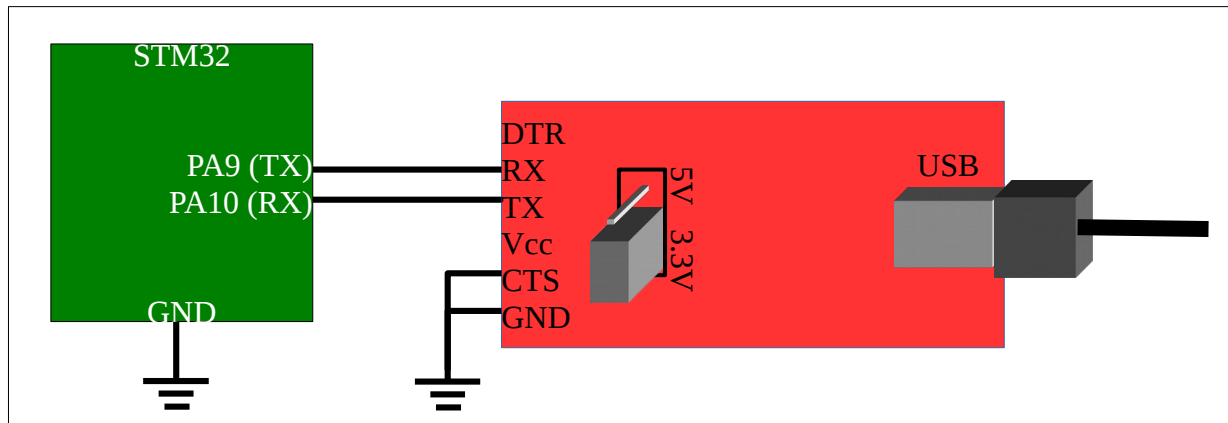 STM32
PA9 (TX)
PA10 (RX)
GND
DTR
RX
TX
Vcc
CTS
GND
5V
3.3V
USB